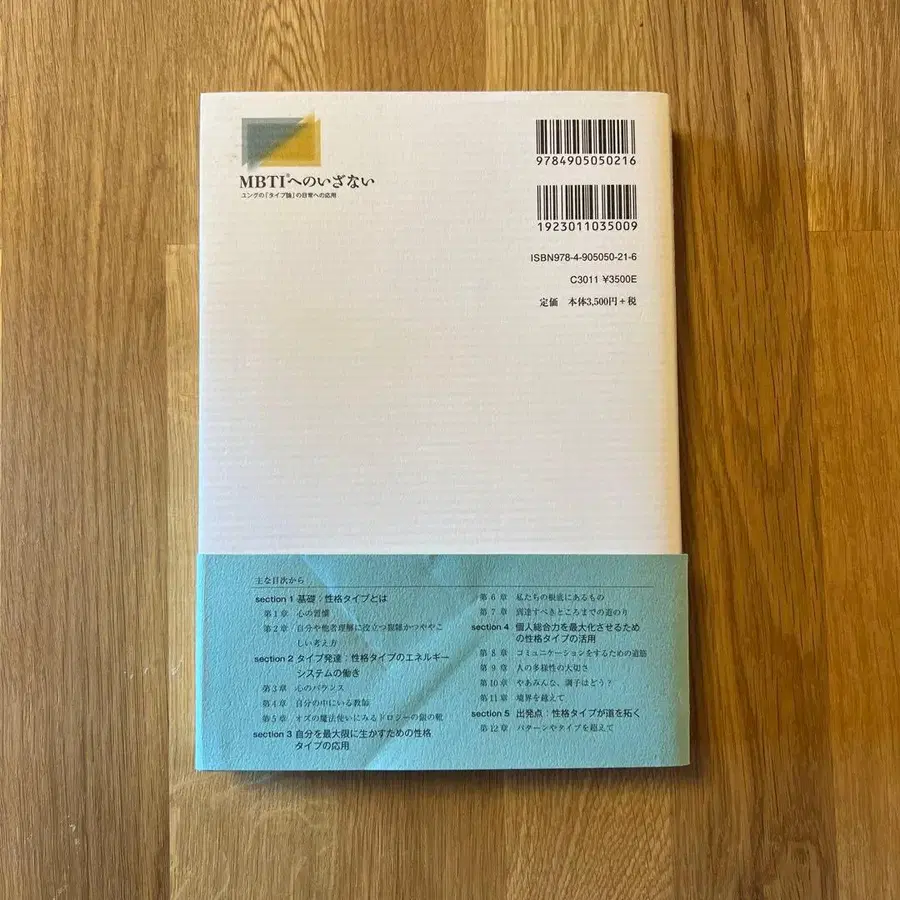 MBTI®へのいざない
ユングの「タイプ論」の日常への応用
9784905050216
1923011035009
ISBN978-4-905050-21-6
C3011 ¥3500E
定価 本体3,500円+税
主な目次から
section 1 基礎：性格タイプとは
第1章 心の習慣
第2章 自分や他者理解に役立つ複雑かつややこ
しい考え方
section 2 タイプ発達：性格タイプのエネルギー
システムの働き
第3章 心のバウンス
第4章 自分の中にいる教師
第5章 オズの魔法使いにみるドロシーの銀の靴
section 3 自分を最大限に生かすための性格
タイプの応用
第6章 私たちの根底にあるもの
第7章 到達すべきところまでの道のり
section 4 個人総合力を最大化させるため
の性格タイプの活用
第8章 コミュニケーションをするための道筋
第9章 人の多様性の大切さ
第10章 やあみんな、調子はどう？
第11章 境界を越えて
section 5 出発点：性格タイプが道を拓く
第12章 パターンやタイプを超えて